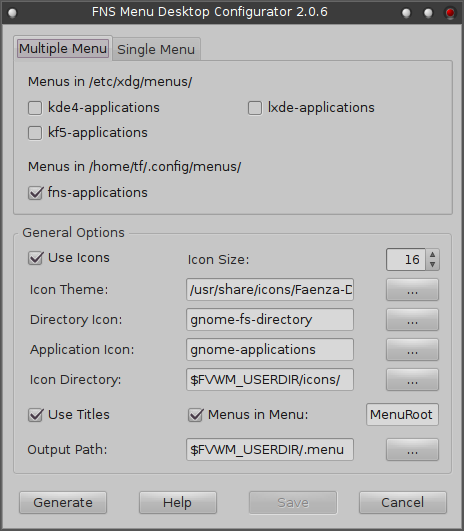 FNS Menu Desktop Configurator 2.0.6
Multiple Menu Single Menu
Menus in /etc/xdg/menus/
kde4-applications lxde-applications
kf5-applications
Menus in /home/tf/.config/menus/
fns-applications
General Options
Use Icons Icon Size: 16
Icon Theme: /usr/share/icons/Faenza-D ...
Directory Icon: gnome-fs-directory ...
Application Icon: gnome-applications ...
Icon Directory: $FVWM_USERDIR/icons/ ...
Use Titles Menus in Menu: MenuRoot
Output Path: $FVWM_USERDIR/.menu ...
Generate Help Save Cancel